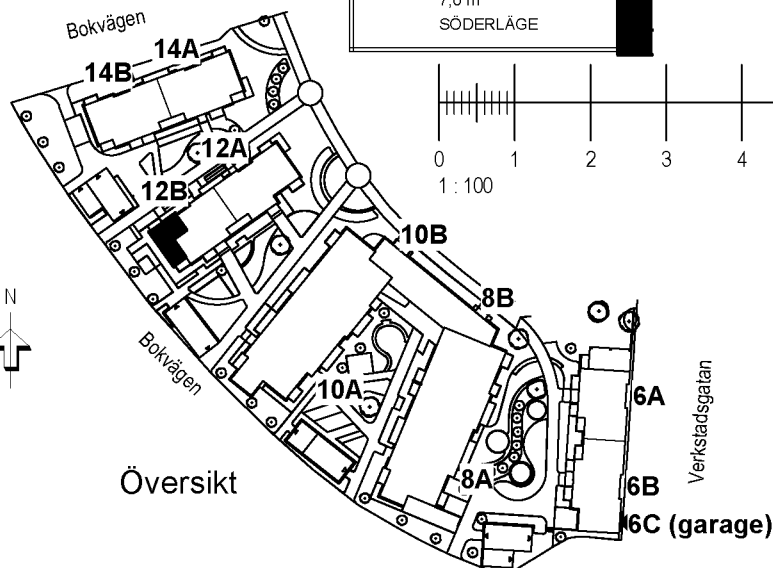 7,0 m
SÖDERLÄGE
Bokvägen
14A
14B
0 1 2 3 4
1 : 100
12A
12B
10B
N
8B
Bokvägen
10A
6A
Verkstadsgatan
Översikt
8A
6B
6C (garage)